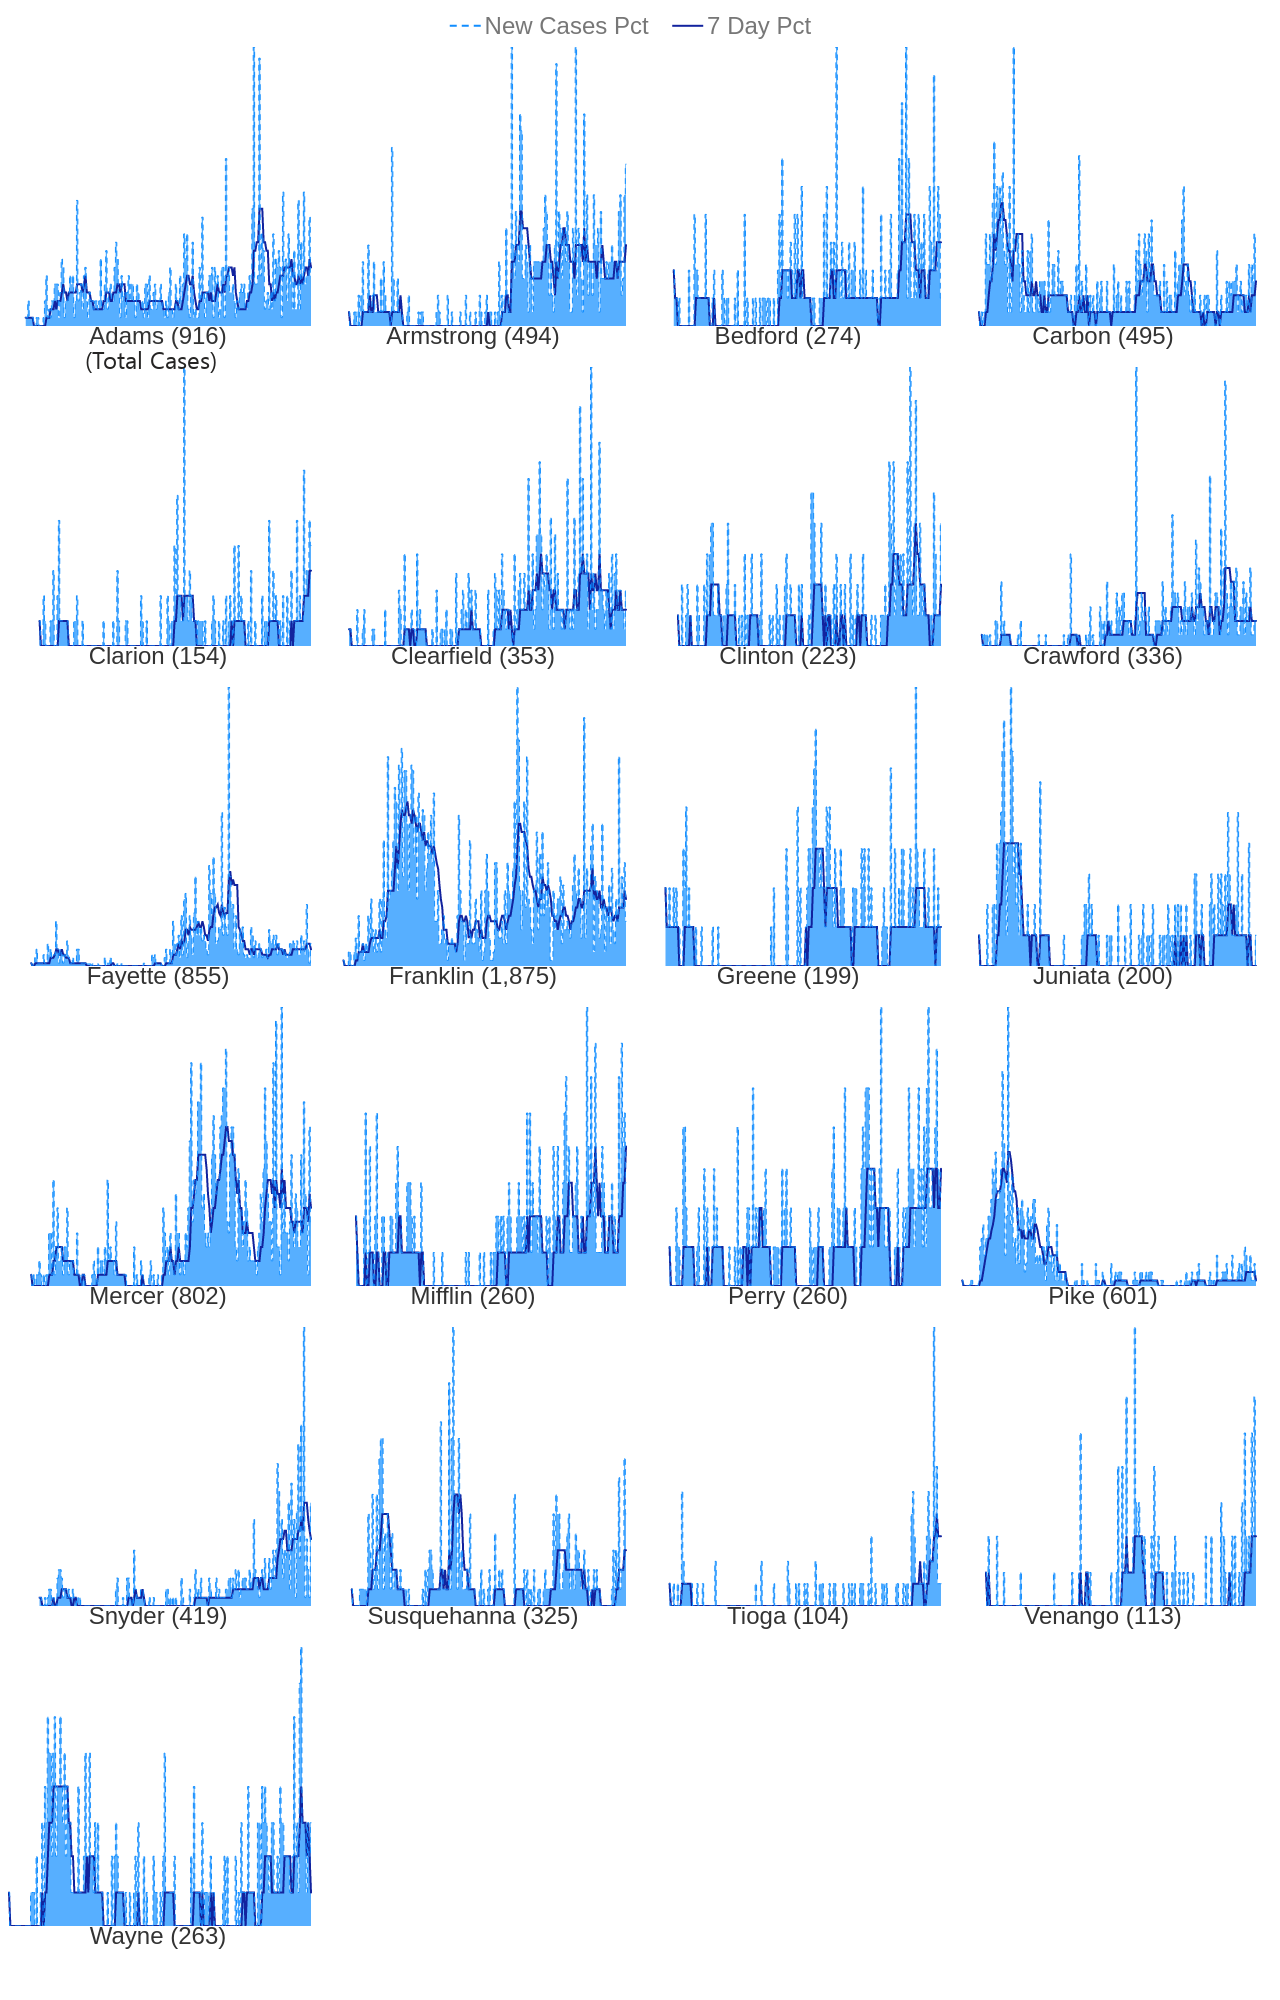 New Cases Pct 7 Day Pct
Adams (916) Armstrong (494) Bedford (274) Carbon (495)
(Total Cases)
Clarion (154) Clearfield (353) Clinton (223) Crawford (336)
Fayette (855) Franklin (1,875) Greene (199) Juniata (200)
Mercer (802) Mifflin (260) Perry (260) Pike (601)
Snyder (419) Susquehanna (325) Tioga (104) Venango (113)
Wayne (263)